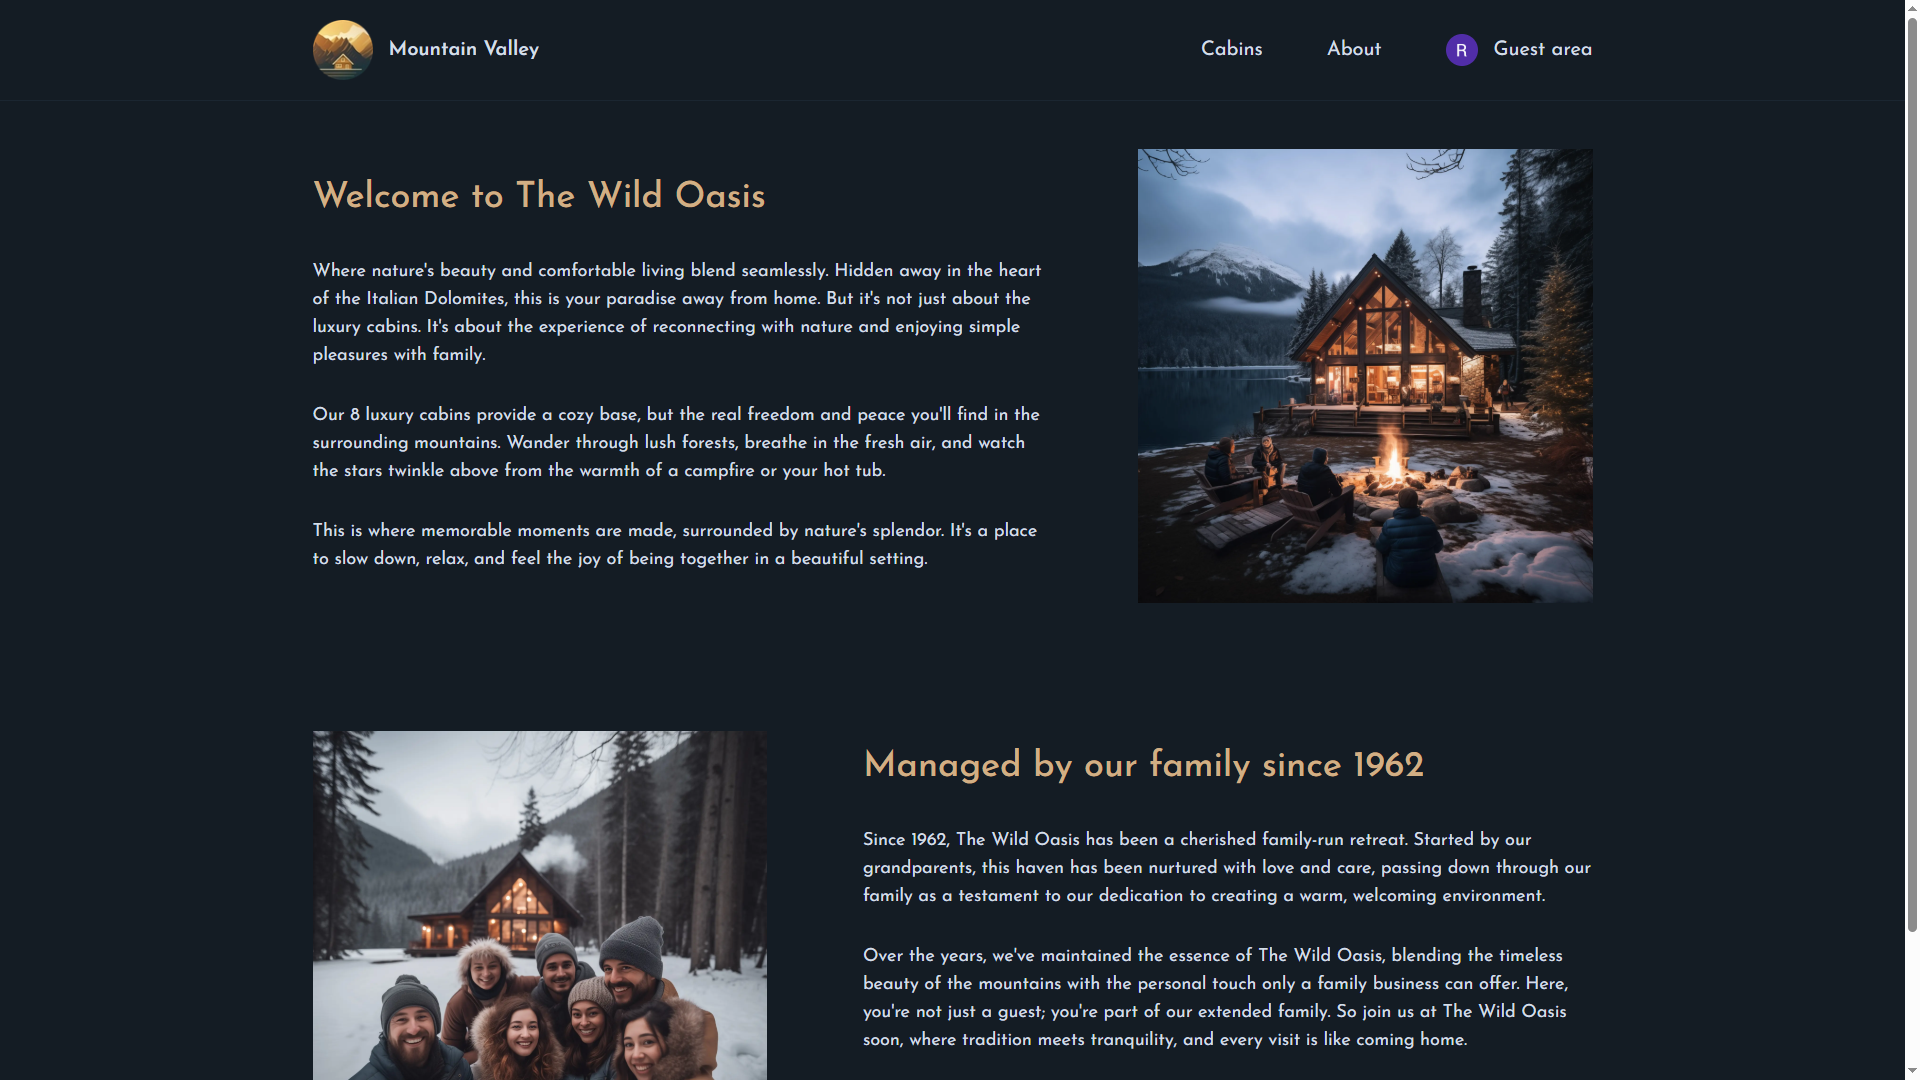 Mountain Valley
Cabins
About
R
Guest area
Welcome to The Wild Oasis
Where nature's beauty and comfortable living blend seamlessly. Hidden away in the heart
of the Italian Dolomites, this is your paradise away from home. But it's not just about the
luxury cabins. It's about the experience of reconnecting with nature and enjoying simple
pleasures with family.
Our 8 luxury cabins provide a cozy base, but the real freedom and peace you'll find in the
surrounding mountains. Wander through lush forests, breathe in the fresh air, and watch
the stars twinkle above from the warmth of a campfire or your hot tub.
This is where memorable moments are made, surrounded by nature's splendor. It's a place
to slow down, relax, and feel the joy of being together in a beautiful setting.
Managed by our family since 1962
Since 1962, The Wild Oasis has been a cherished family-run retreat. Started by our
grandparents, this haven has been nurtured with love and care, passing down through our
family as a testament to our dedication to creating a warm, welcoming environment.
Over the years, we've maintained the essence of The Wild Oasis, blending the timeless
beauty of the mountains with the personal touch only a family business can offer. Here,
you're not just a guest; you're part of our extended family. So join us at The Wild Oasis
soon, where tradition meets tranquility, and every visit is like coming home.